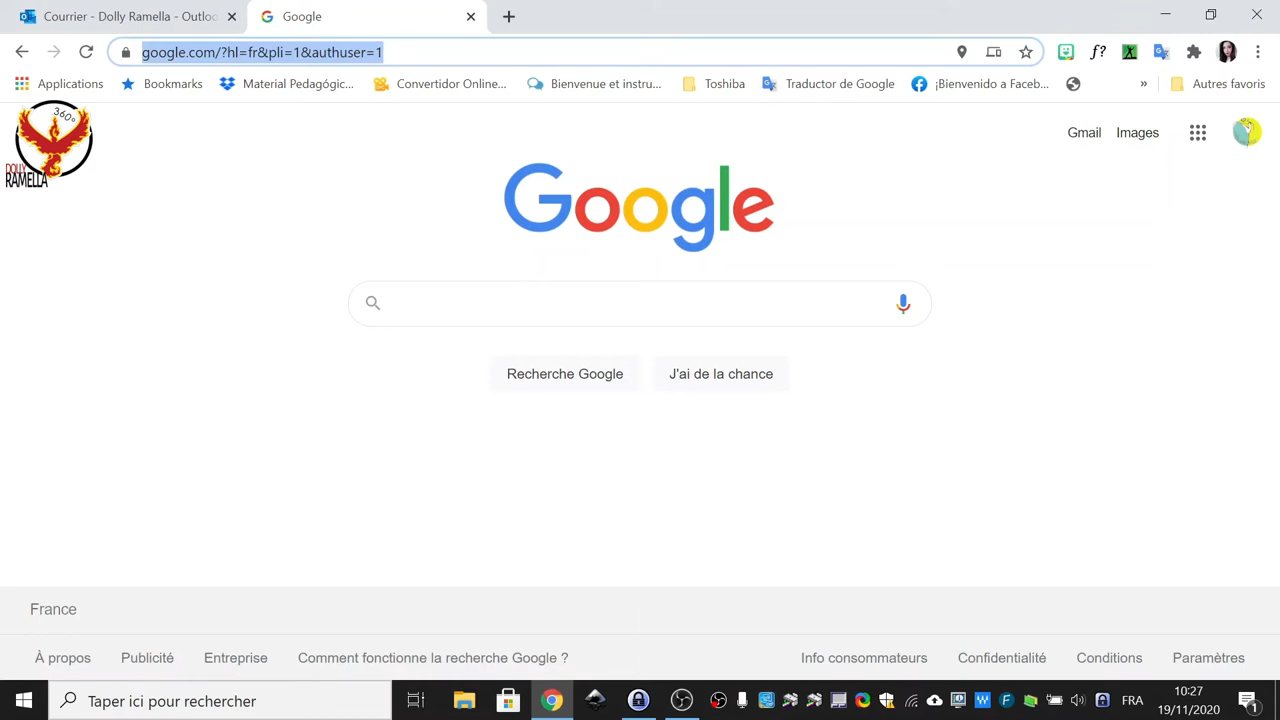 Courrier - Dolly Ramella - Outloo
Google
google.com/?hl=fr&pli=1&authuser=1
Applications
Bookmarks
Material Pedagógic...
Convertidor Online...
Bienvenue et instru...
Toshiba
Traductor de Google
¡Bienvenido a Faceb...
»
Autres favoris
360°
DOLLY
RAMELLA
Gmail
Images
Google
Recherche Google
J'ai de la chance
France
À propos
Publicité
Entreprise
Comment fonctionne la recherche Google ?
Info consommateurs
Confidentialité
Conditions
Paramètres
Taper ici pour rechercher
FRA
10:27
19/11/2020
1